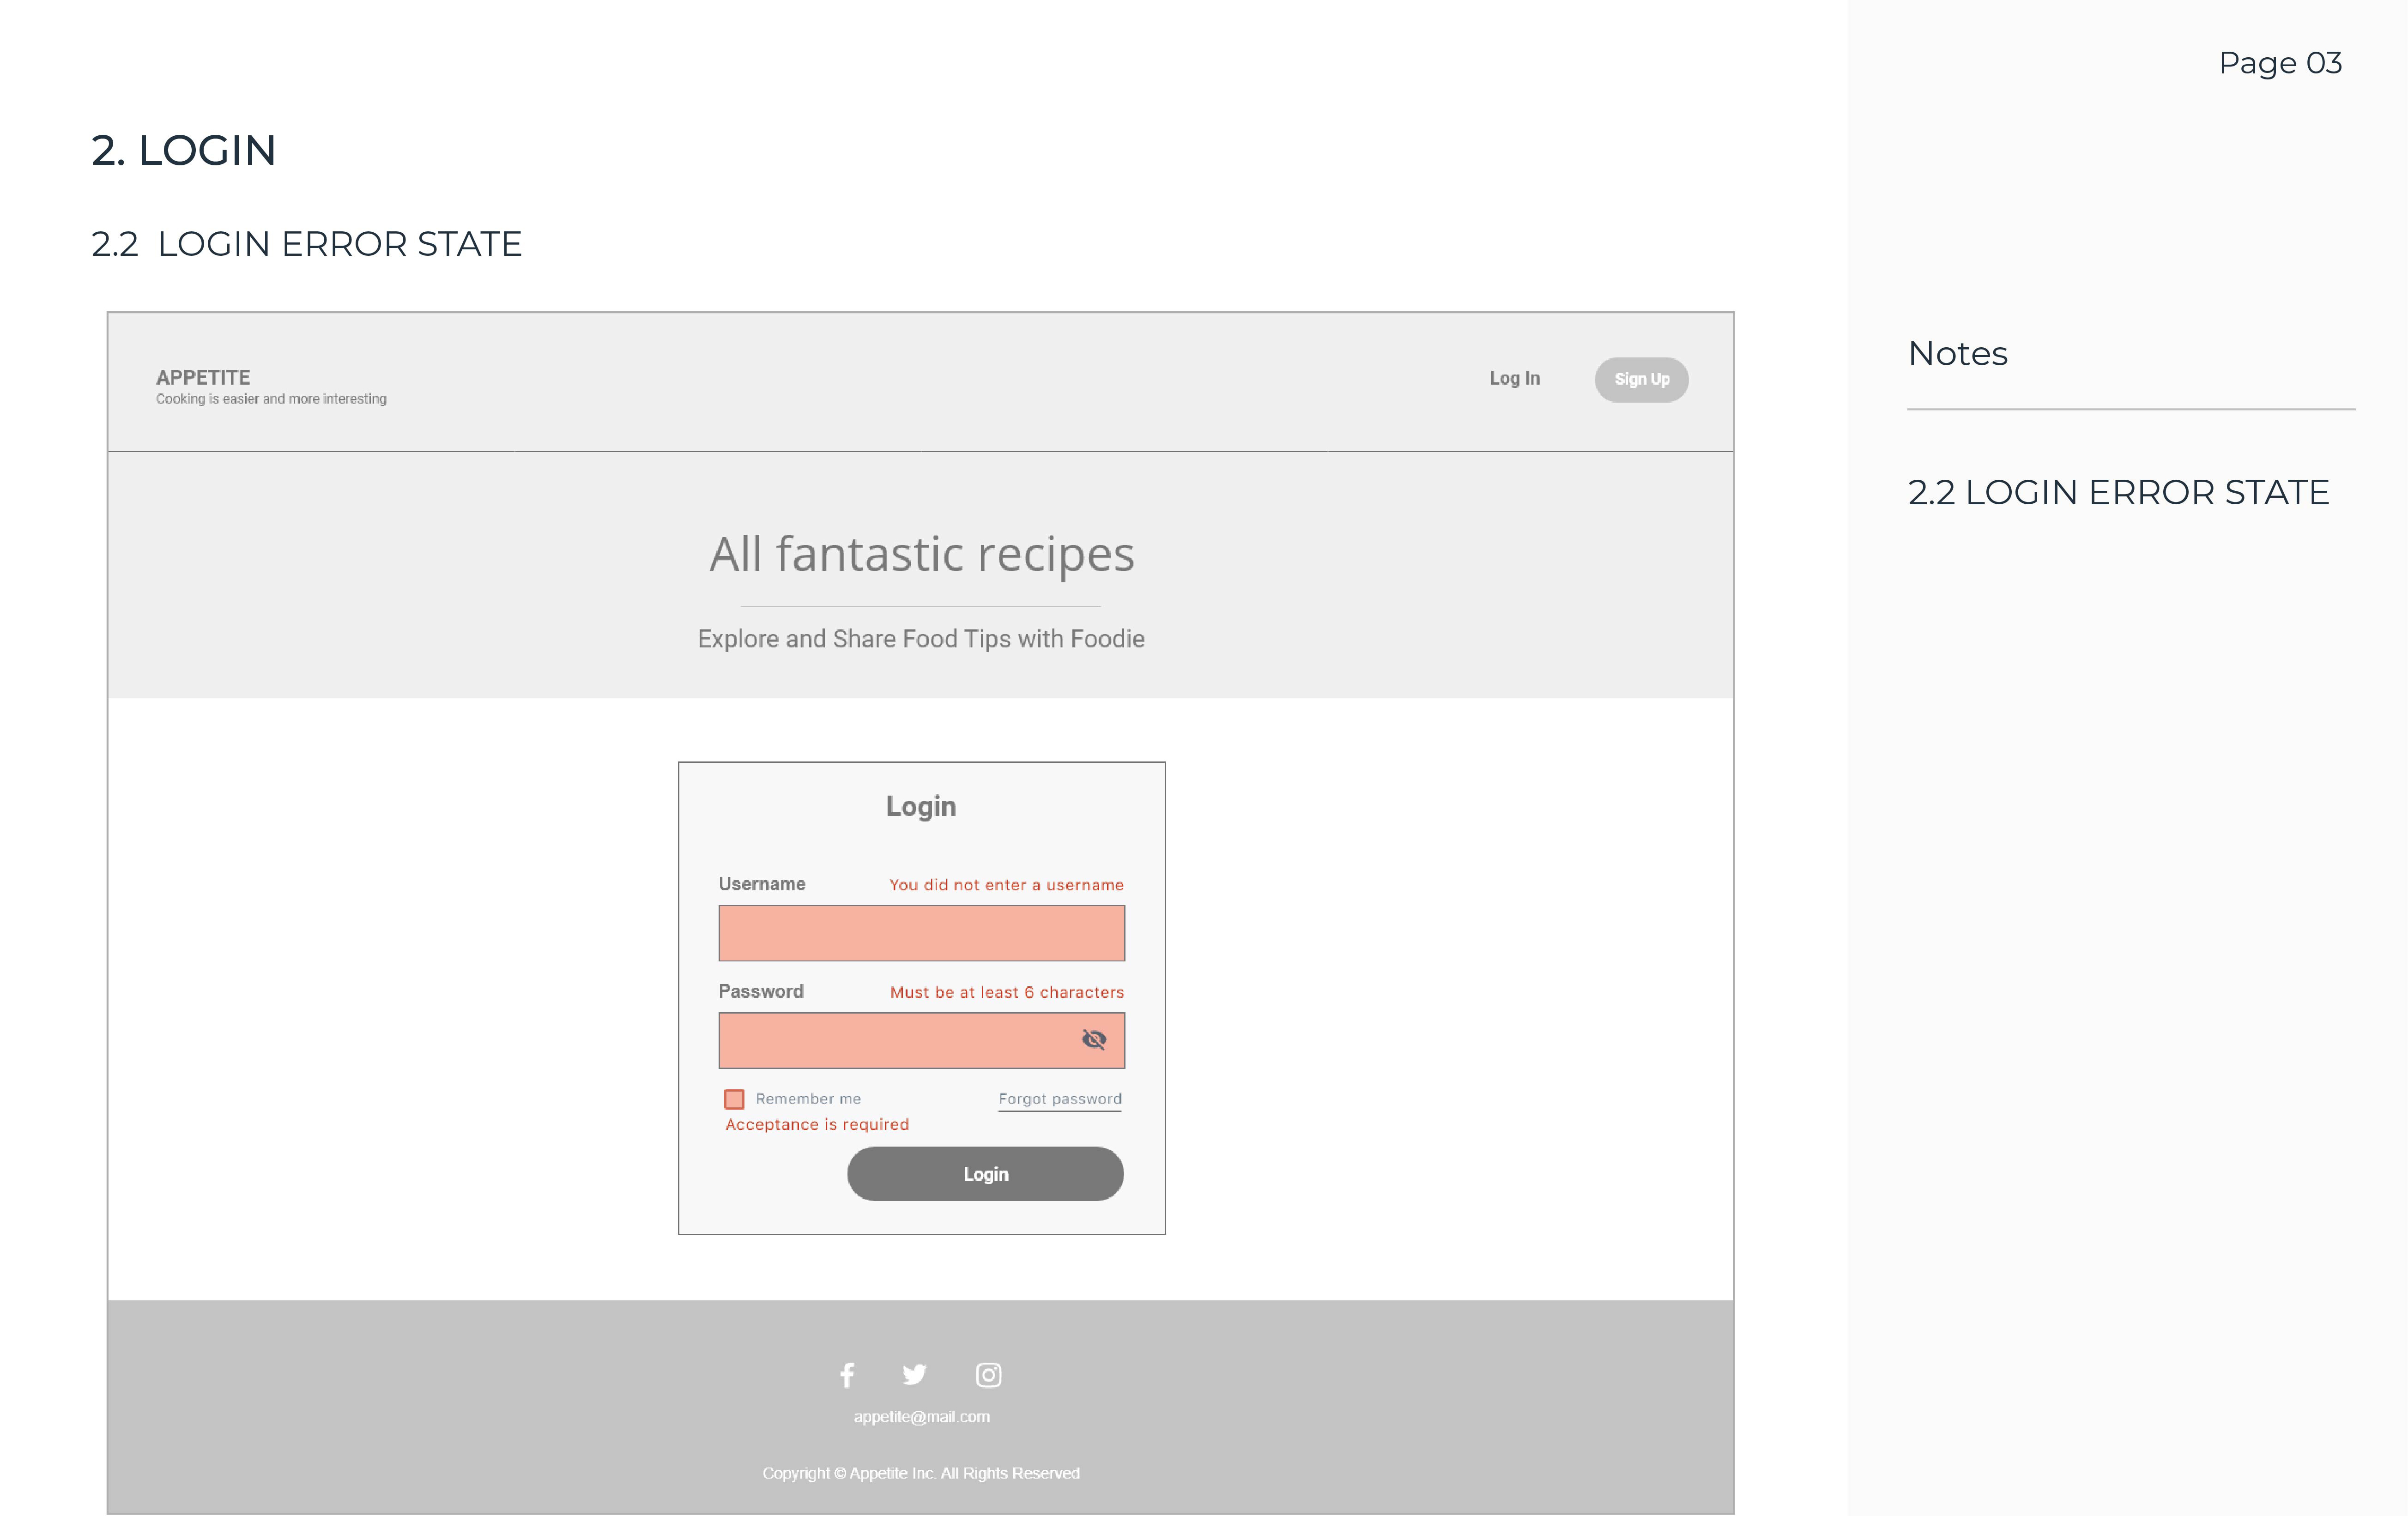 Page 03
2. LOGIN
2.2 LOGIN ERROR STATE
APPETITE
Cooking is easier and more interesting
Log In
Sign Up
All fantastic recipes
Explore and Share Food Tips with Foodie
Login
Username
You did not enter a username
Password
Must be at least 6 characters
Remember me
Forgot password
Acceptance is required
Login
appetite@mail.com
Copyright © Appetite Inc. All Rights Reserved
Notes
2.2 LOGIN ERROR STATE